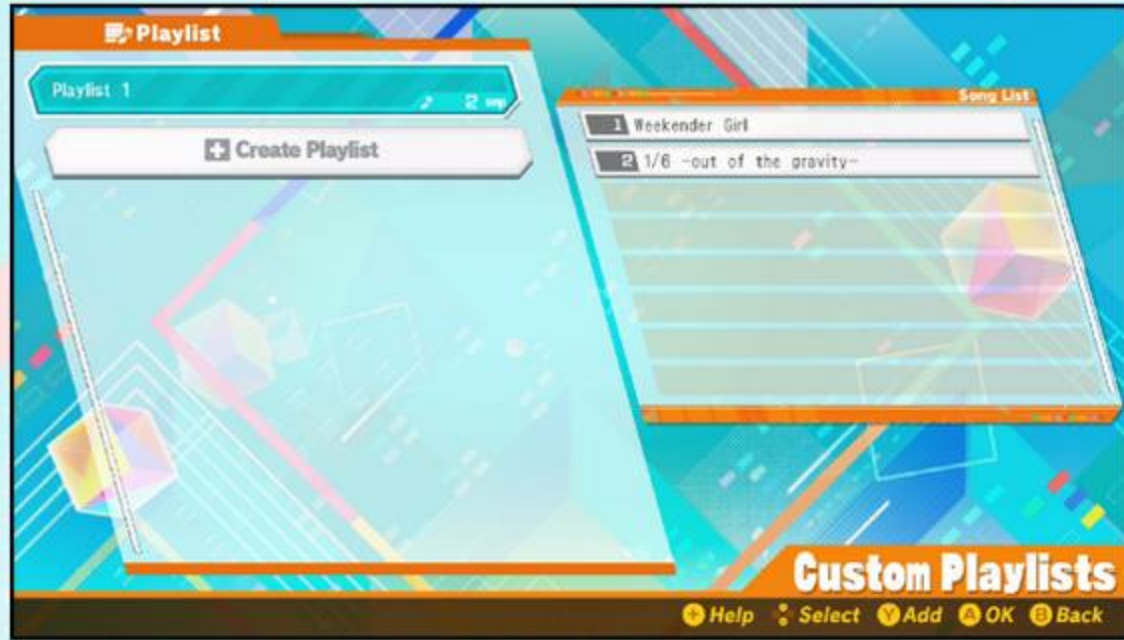 Playlist
Playlist 1
2
Create Playlist
Song List
1 Weekender Girl
2 1/6 -out of the gravity-
Custom Playlists
+ Help Select Y Add A OK B Back